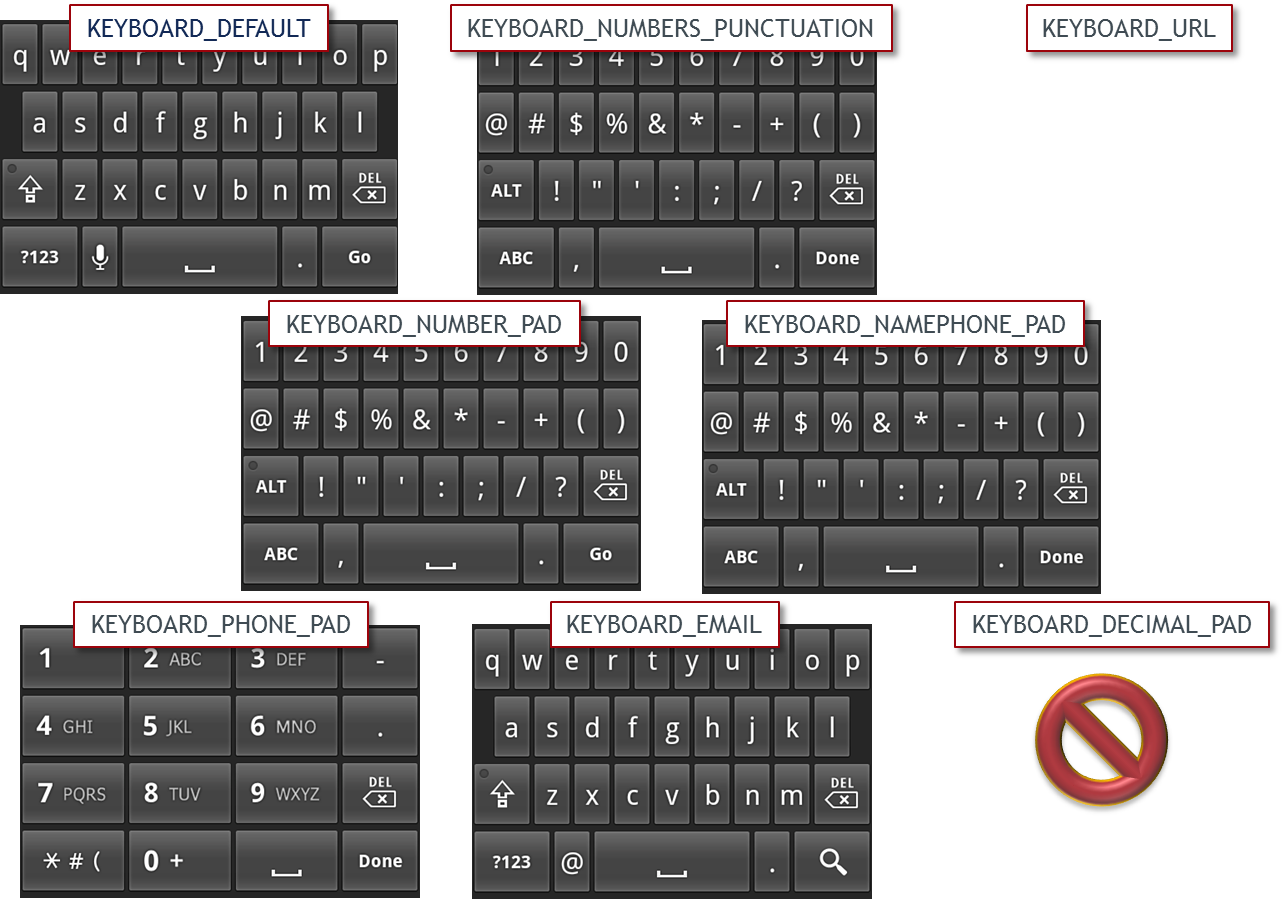 KEYBOARD_DEFAULT
KEYBOARD_NUMBERS_PUNCTUATION
KEYBOARD_URL
q w e r t y u i o p
a s d f g h j k l
z x c v b n m DEL
?123 . Go
1 2 3 4 5 6 7 8 9 0
@ # $ % & * - + ( )
ALT ! " ' : ; / ? DEL
ABC , . Done
KEYBOARD_NUMBER_PAD
KEYBOARD_NAMEPHONE_PAD
1 2 3 4 5 6 7 8 9 0
@ # $ % & * - + ( )
ALT ! " ' : ; / ? DEL
ABC , . Go
1 2 3 4 5 6 7 8 9 0
@ # $ % & * - + ( )
ALT ! " ' : ; / ? DEL
ABC , . Done
KEYBOARD_PHONE_PAD
KEYBOARD_EMAIL
KEYBOARD_DECIMAL_PAD
1 2 ABC 3 DEF -
4 GHI 5 JKL 6 MNO .
7 PQRS 8 TUV 9 WXYZ DEL
* # ( 0 + Done
q w e r t y u i o p
a s d f g h j k l
z x c v b n m DEL
?123 @ .